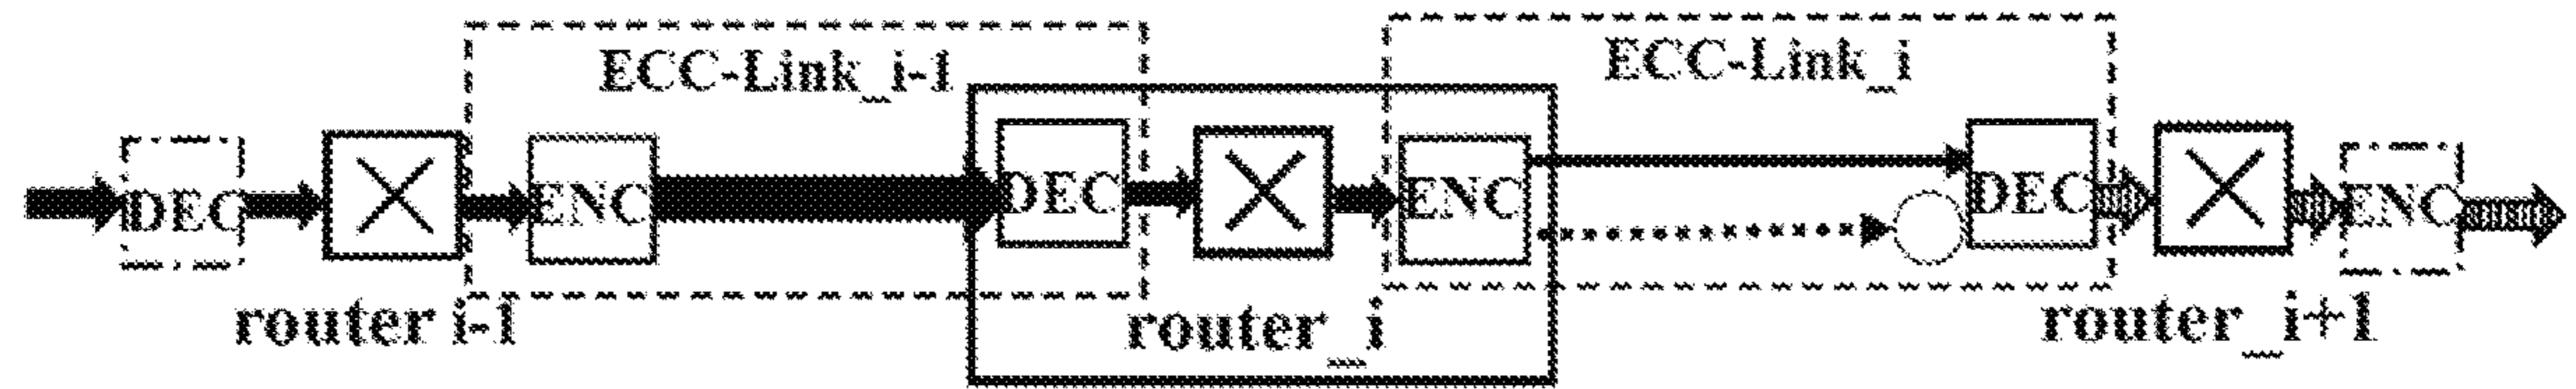 ECC-Link_i-1
ECC-Link_i
DEC
ENC
DEC
ENC
DEC
ENC
router i-1
router_i
router_i+1